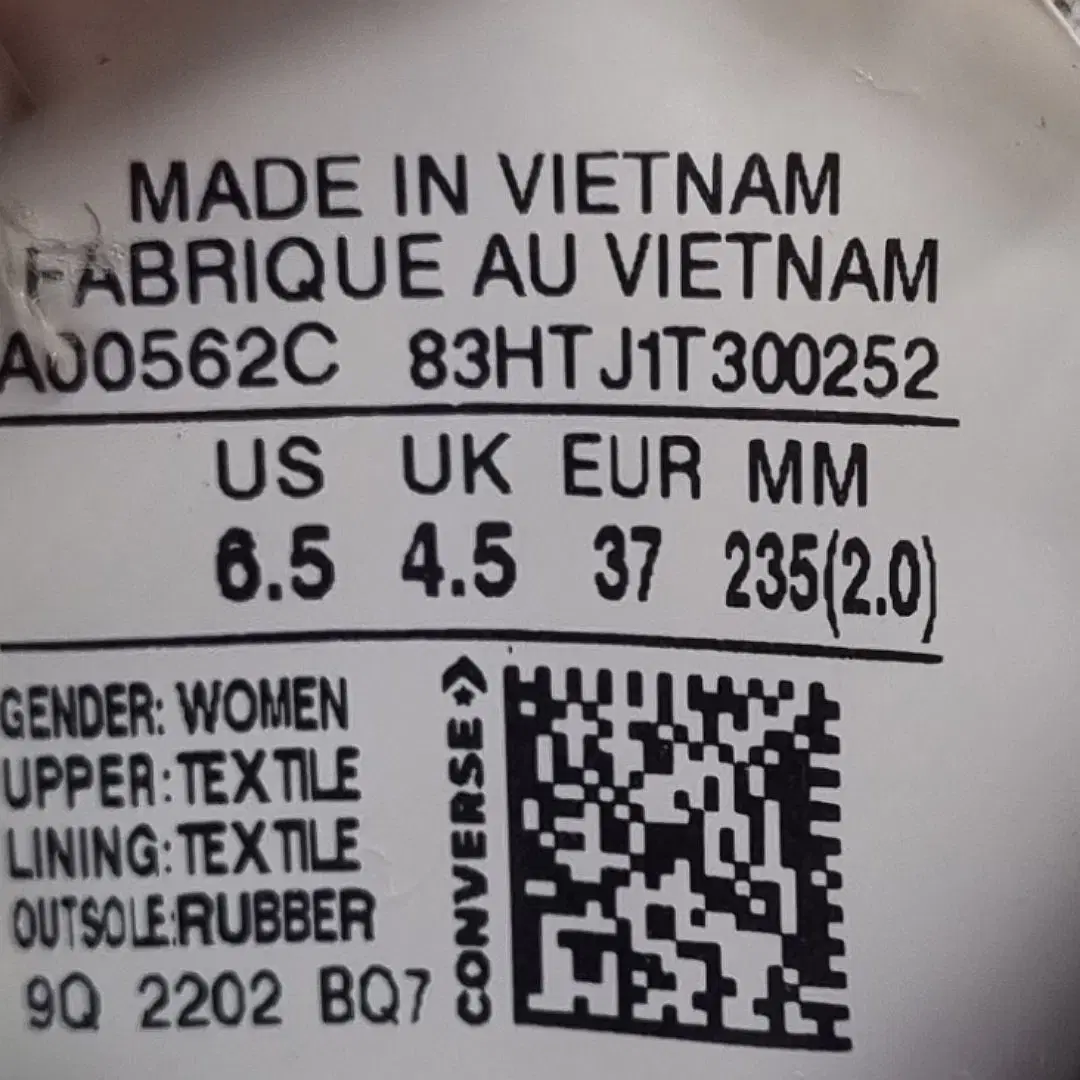 MADE IN VIETNAM
FABRIQUE AU VIETNAM
A00562C 83HTJ1T300252
US UK EUR MM
6.5 4.5 37 235(2.0)
GENDER: WOMEN
UPPER:TEXTILE
LINING:TEXTILE
OUTSOLE:RUBBER
9Q 2202 BQ7
CONVERSE